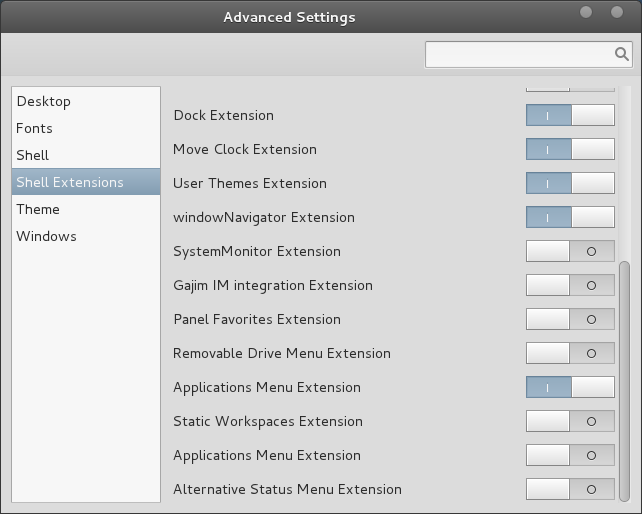 Advanced Settings
Desktop
Fonts
Shell
Shell Extensions
Theme
Windows
Dock Extension
Move Clock Extension
User Themes Extension
windowNavigator Extension
SystemMonitor Extension
Gajim IM integration Extension
Panel Favorites Extension
Removable Drive Menu Extension
Applications Menu Extension
Static Workspaces Extension
Applications Menu Extension
Alternative Status Menu Extension